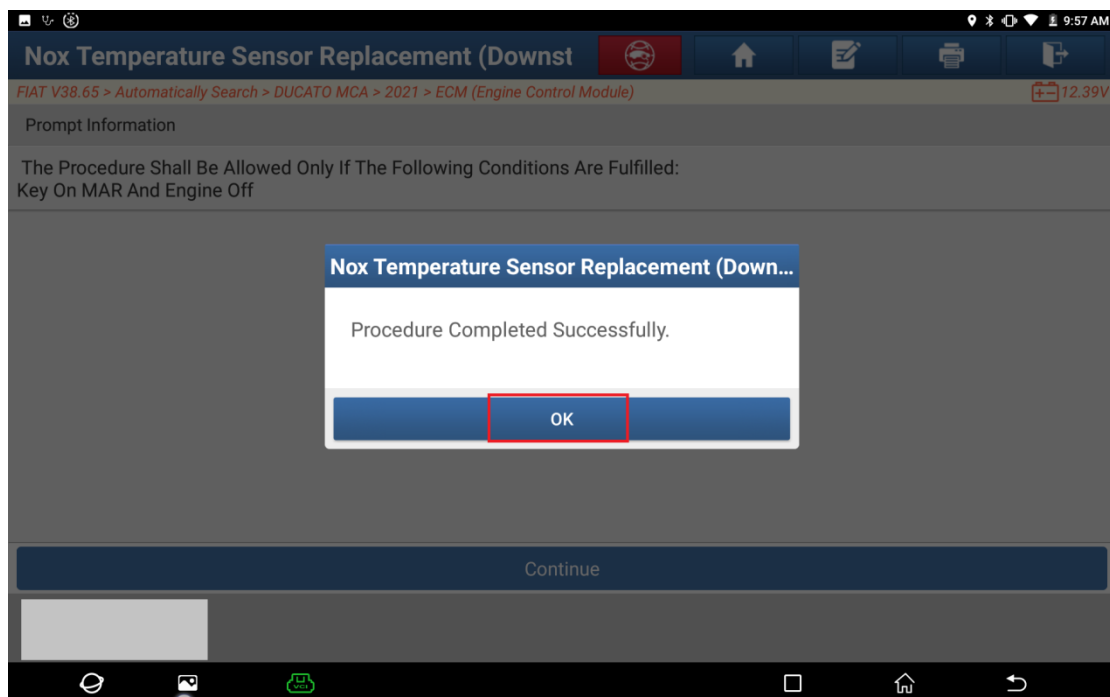 9:57 AM
Nox Temperature Sensor Replacement (Downst
FIAT V38.65 > Automatically Search > DUCATO MCA > 2021 > ECM (Engine Control Module)
12.39V
Prompt Information
The Procedure Shall Be Allowed Only If The Following Conditions Are Fulfilled:
Key On MAR And Engine Off
Nox Temperature Sensor Replacement (Down...
Procedure Completed Successfully.
OK
Continue
VCI